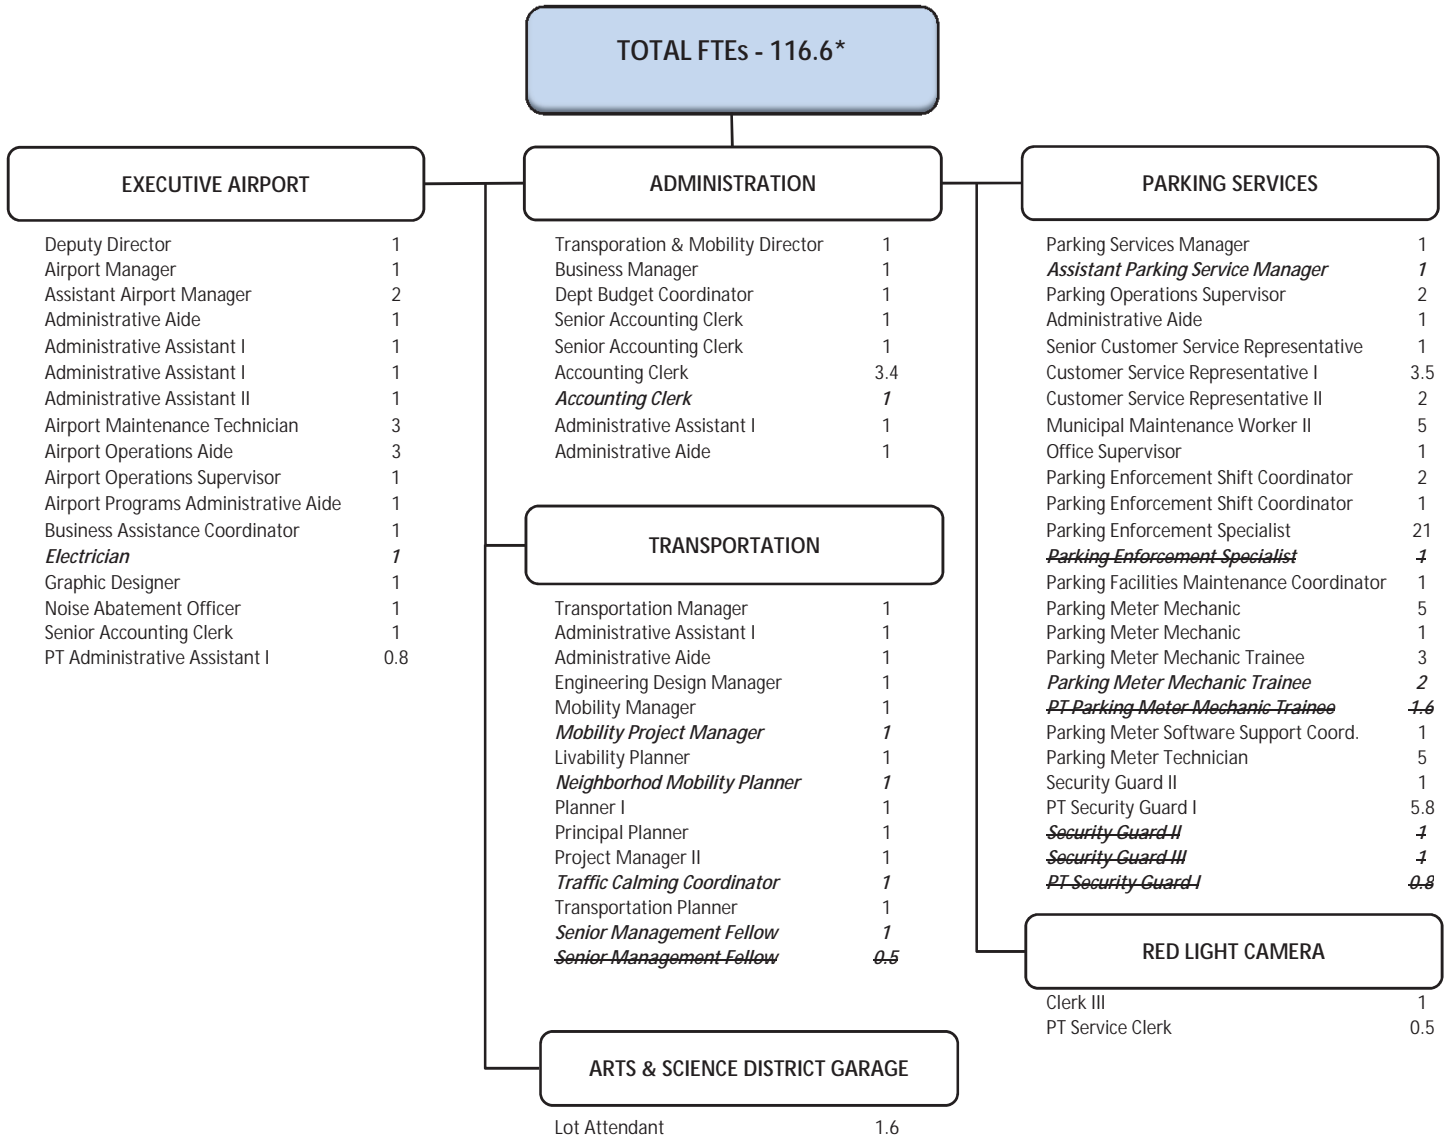 TOTAL FTEs - 116.6*
EXECUTIVE AIRPORT
Deputy Director 1
Airport Manager 1
Assistant Airport Manager 2
Administrative Aide 1
Administrative Assistant I 1
Administrative Assistant I 1
Administrative Assistant II 1
Airport Maintenance Technician 3
Airport Operations Aide 3
Airport Operations Supervisor 1
Airport Programs Administrative Aide 1
Business Assistance Coordinator 1
Electrician 1
Graphic Designer 1
Noise Abatement Officer 1
Senior Accounting Clerk 1
PT Administrative Assistant I 0.8
ADMINISTRATION
Transporation & Mobility Director 1
Business Manager 1
Dept Budget Coordinator 1
Senior Accounting Clerk 1
Senior Accounting Clerk 1
Accounting Clerk 3.4
Accounting Clerk 1
Administrative Assistant I 1
Administrative Aide 1
TRANSPORTATION
Transportation Manager 1
Administrative Assistant I 1
Administrative Aide 1
Engineering Design Manager 1
Mobility Manager 1
Mobility Project Manager 1
Livability Planner 1
Neighborhod Mobility Planner 1
Planner I 1
Principal Planner 1
Project Manager II 1
Traffic Calming Coordinator 1
Transportation Planner 1
Senior Management Fellow 1
Senior Management Fellow 0.5
ARTS & SCIENCE DISTRICT GARAGE
Lot Attendant 1.6
PARKING SERVICES
Parking Services Manager 1
Assistant Parking Service Manager 1
Parking Operations Supervisor 2
Administrative Aide 1
Senior Customer Service Representative 1
Customer Service Representative I 3.5
Customer Service Representative II 2
Municipal Maintenance Worker II 5
Office Supervisor 1
Parking Enforcement Shift Coordinator 2
Parking Enforcement Shift Coordinator 1
Parking Enforcement Specialist 21
Parking Enforcement Specialist 1
Parking Facilities Maintenance Coordinator 1
Parking Meter Mechanic 5
Parking Meter Mechanic 1
Parking Meter Mechanic Trainee 3
Parking Meter Mechanic Trainee 2
PT Parking Meter Mechanic Trainee 1.6
Parking Meter Software Support Coord. 1
Parking Meter Technician 5
Security Guard II 1
PT Security Guard I 5.8
Security Guard II 1
Security Guard III 1
PT Security Guard I 0.8
RED LIGHT CAMERA
Clerk III 1
PT Service Clerk 0.5